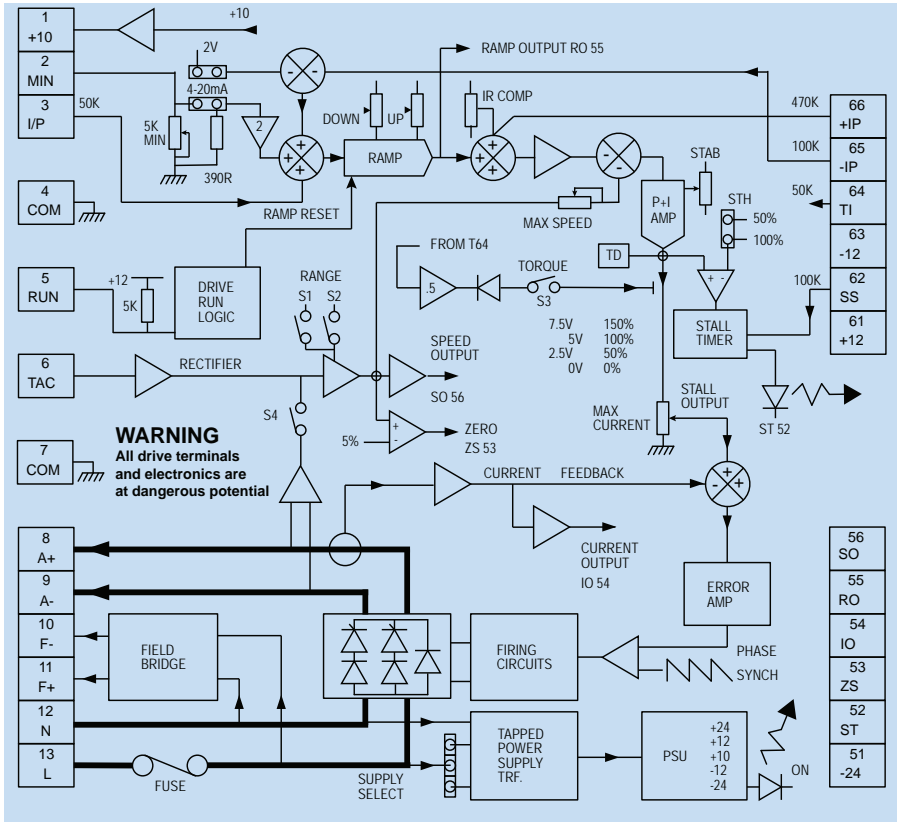 1
+10
2
MIN
3
I/P
4
COM
5
RUN
6
TAC
7
COM
8
A+
9
A-
10
F-
11
F+
12
N
13
L
+10
2V
4-20mA
50K
5K
MIN
390R
2
+
+
+
- -
DOWN
UP
RAMP
RAMP RESET
RAMP OUTPUT RO 55
IR COMP
+
+
+
- -
MAX SPEED
P+I
AMP
STAB
STH
50%
100%
470K
100K
50K
100K
66
+IP
65
-IP
64
TI
63
-12
62
SS
61
+12
+12
5K
DRIVE
RUN
LOGIC
RANGE
S1
S2
FROM T64
.5
TORQUE
S3
TD
+ -
STALL
TIMER
7.5V 150%
5V 100%
2.5V 50%
0V 0%
RECTIFIER
S4
SPEED
OUTPUT
SO 56
5%
+
-
ZERO
ZS 53
MAX
CURRENT
STALL
OUTPUT
ST 52
WARNING
All drive terminals
and electronics are
at dangerous potential
CURRENT FEEDBACK
- +
+
CURRENT
OUTPUT
IO 54
ERROR
AMP
FIELD
BRIDGE
FIRING
CIRCUITS
PHASE
SYNCH
FUSE
SUPPLY
SELECT
TAPPED
POWER
SUPPLY
TRF.
PSU
+24
+12
+10
-12
-24
ON
56
SO
55
RO
54
IO
53
ZS
52
ST
51
-24